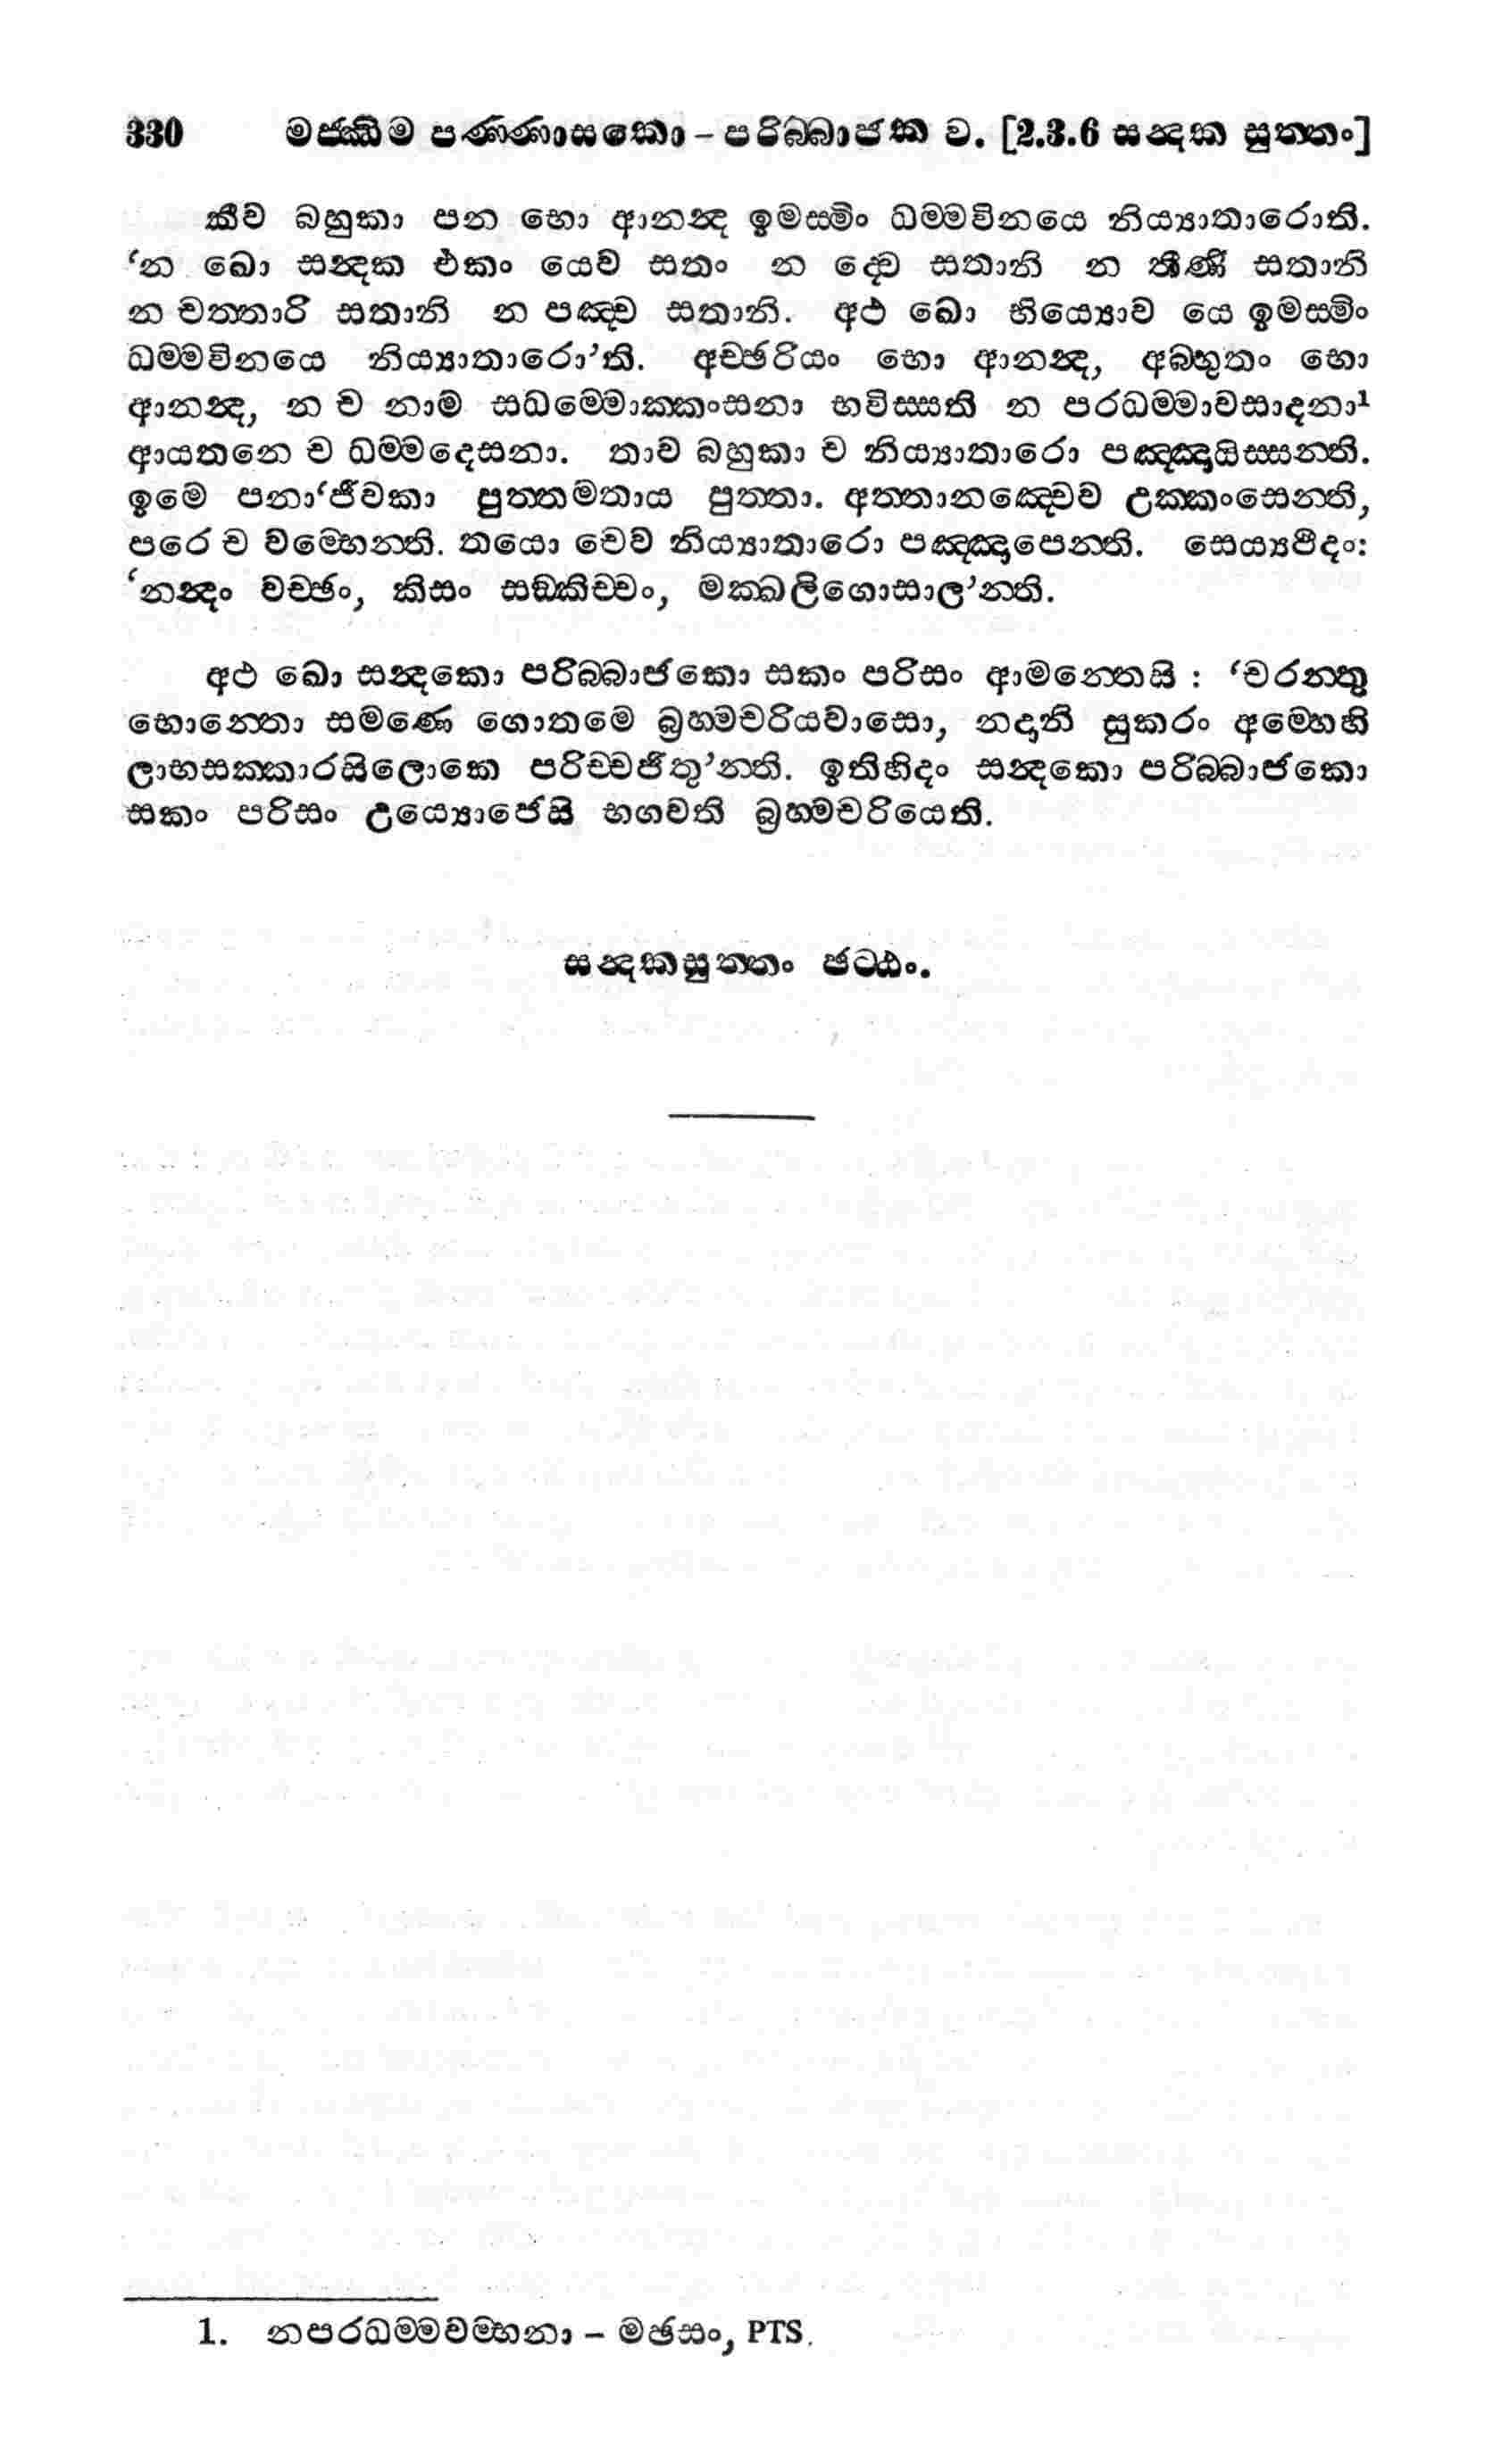 330 මජ්ඣිම පණ්ණාසකො – පරිබ්බාජක ව. [2.3.6 සන්‍දක සුත්තං]
කීව බහුකා පන භො ආනන්‍ද ඉමස්මිං ධම්මවිනයෙ නිය්‍යාතාරොති.
‘න ඛො සන්‍දක එකං යෙව සතං න ද්වෙ සතානි න තීණි සතානි
න චත්තාරි සතානි න පඤ්ච සතානි. අථ ඛො භිය්‍යොව යෙ ඉමස්මිං
ධම්මවිනයෙ නිය්‍යාතාරො’ති. අච්ඡරියං භො ආනන්‍ද, අබ්භුතං භො
ආනන්‍ද, න ච නාම සධම්මොක්කංසනා භවිස්සති න පරධම්මාවසාදනා¹
ආයතනෙ ච ධම්මදෙසනා. තාව බහුකා ච නිය්‍යාතාරො පඤ්ඤායිස්සන්ති.
ඉමෙ පනා‘ජීවකා පුත්තමතාය පුත්තා. අත්තානඤ්චෙව උක්කංසෙන්ති,
පරෙ ච වම්භෙන්ති. තයො චෙව නිය්‍යාතාරො පඤ්ඤාපෙන්ති. සෙය්‍යපීදං:
‘නන්‍දං වච්ඡං, කිසං සඞ්කිච්චං, මක්ඛලිගොසාල’න්ති.
අථ ඛො සන්‍දකො පරිබ්බාජකො සකං පරිසං ආමන්තෙසි : ‘චරන්තු
භොන්තො සමණෙ ගොතමෙ බ්‍රහ්මචරියවාසො, නදානි සුකරං අම්හෙහි
ලාභසක්කාරසිලොකෙ පරිච්චජිතු’න්ති. ඉතිහිදං සන්‍දකො පරිබ්බාජකො
සකං පරිසං උය්‍යොජෙසි භගවති බ්‍රහ්මචරියෙති.
සන්‍දකසුත්තං ඡට්ඨං.
1. නපරධම්මවම්භනා – මඡසං, PTS.